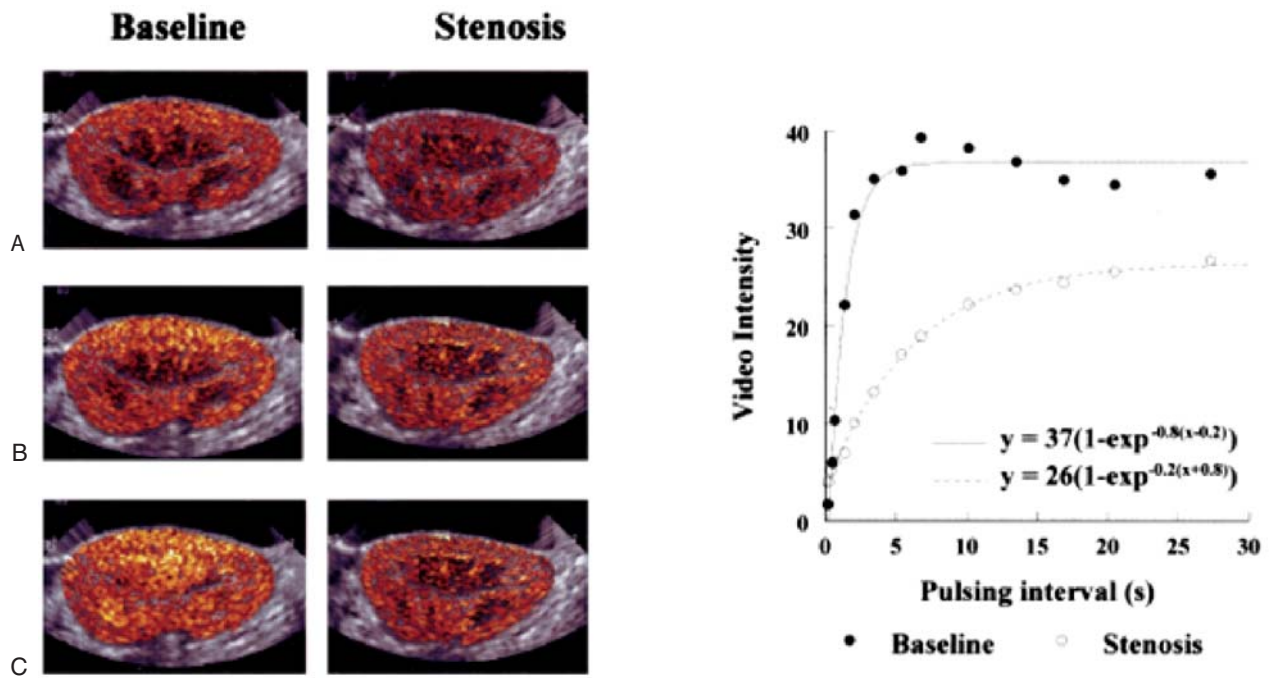 Baseline Stenosis
A
B
C
40
30
20
10
0
Video Intensity
y = 37(1-exp^-0.8(x-0.2))
y = 26(1-exp^-0.2(x+0.8))
0 5 10 15 20 25 30
Pulsing interval (s)
● Baseline ○ Stenosis